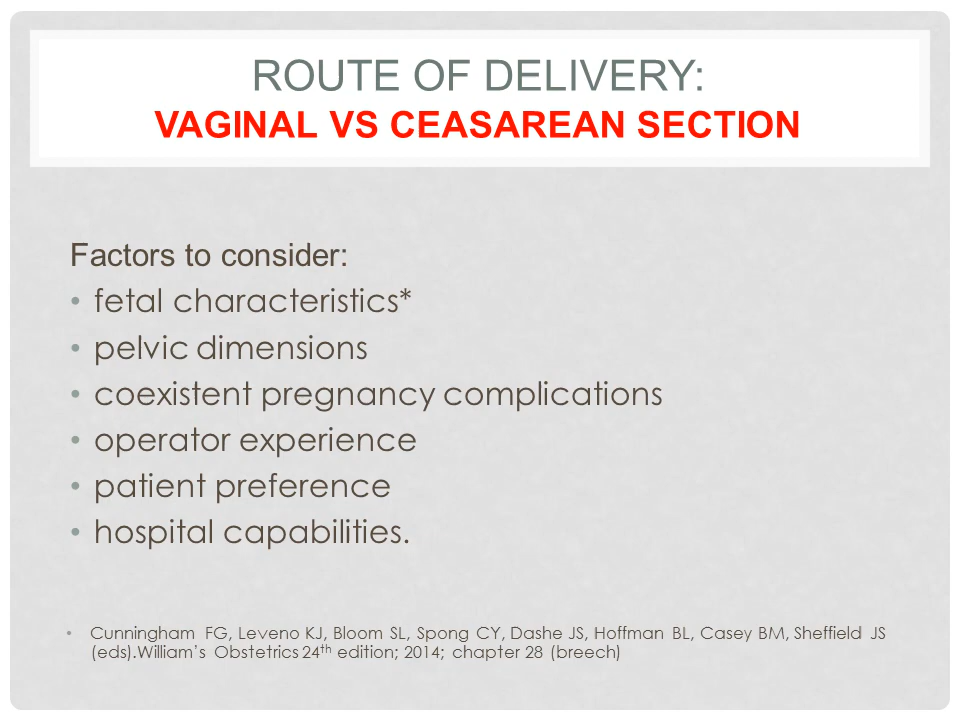 ROUTE OF DELIVERY:
VAGINAL VS CEASAREAN SECTION
Factors to consider:
• fetal characteristics*
• pelvic dimensions
• coexistent pregnancy complications
• operator experience
• patient preference
• hospital capabilities.
• Cunningham FG, Leveno KJ, Bloom SL, Spong CY, Dashe JS, Hoffman BL, Casey BM, Sheffield JS
(eds).William’s Obstetrics 24th edition; 2014; chapter 28 (breech)